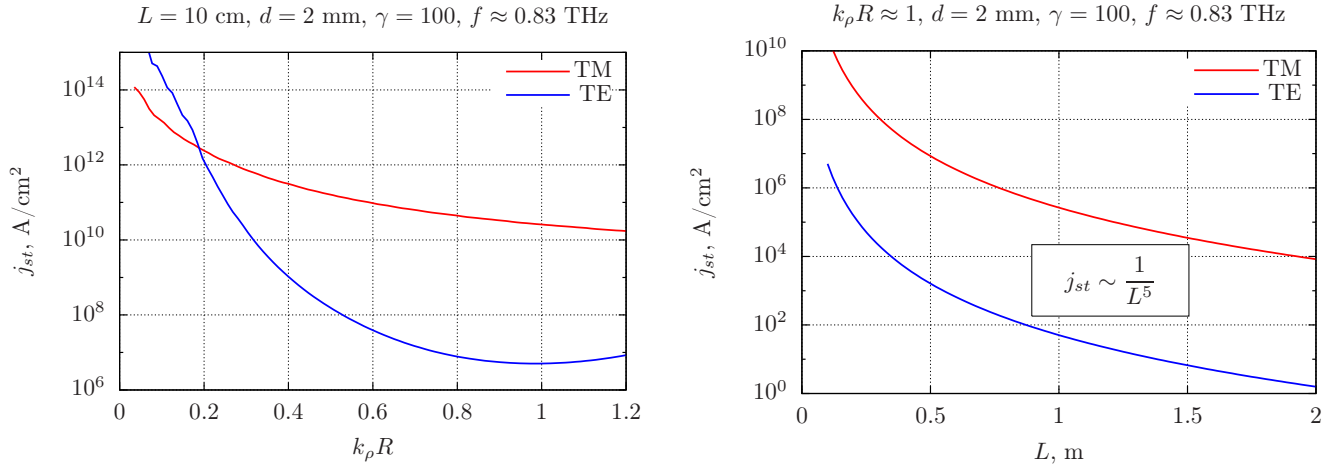 L = 10 cm, d = 2 mm, γ = 100, f ≈ 0.83 THz
TM
TE
10^14
10^12
10^10
10^8
10^6
j_st, A/cm^2
0 0.2 0.4 0.6 0.8 1 1.2
k_ρR
k_ρR ≈ 1, d = 2 mm, γ = 100, f ≈ 0.83 THz
TM
TE
10^10
10^8
10^6
10^4
10^2
10^0
j_st, A/cm^2
j_st ∼ 1/L^5
0 0.5 1 1.5 2
L, m